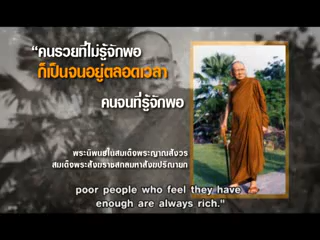 “คนรวยที่ไม่รู้จักพอ
ก็เป็นจนอยู่ตลอดเวลา
คนจนที่รู้จักพอ
พระนิพนธ์ในสมเด็จพระญาณสังวร
สมเด็จพระสังฆราชสกลมหาสังฆปริณายก
poor people who feel they have
enough are always rich."